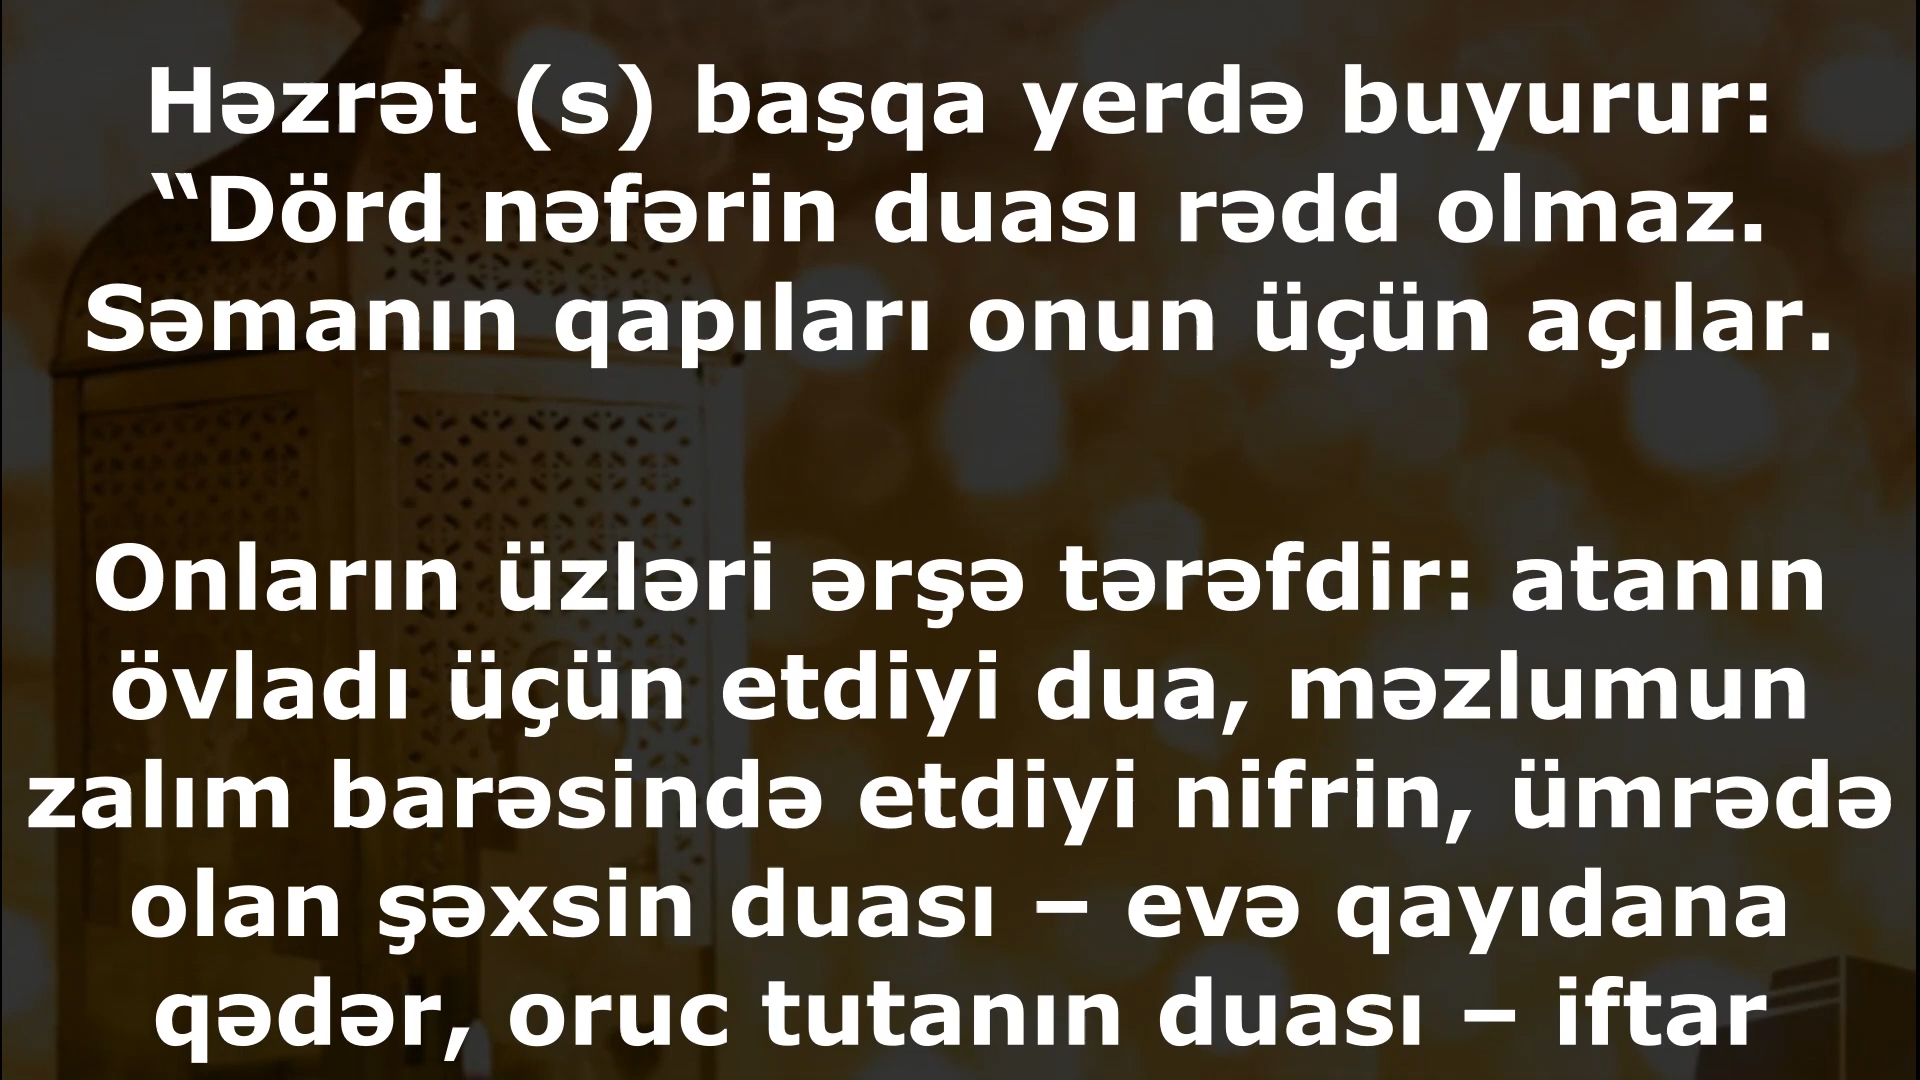 Həzrət (s) başqa yerdə buyurur:
“Dörd nəfərin duası rədd olmaz.
Səmanın qapıları onun üçün açılar.
Onların üzləri ərşə tərəfdir: atanın
övladı üçün etdiyi dua, məzlumun
zalım barəsində etdiyi nifrin, ümrədə
olan şəxsin duası – evə qayıdana
qədər, oruc tutanın duası – iftar